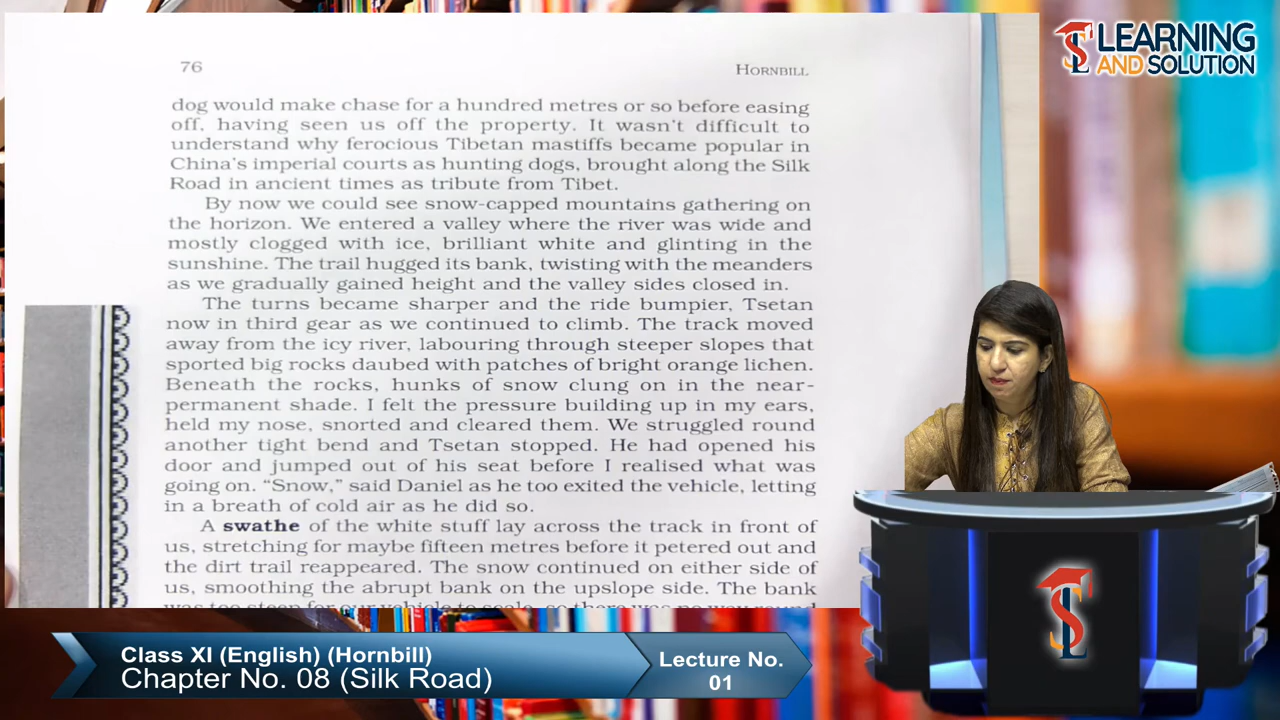 76
HORNBILL
dog would make chase for a hundred metres or so before easing
off, having seen us off the property. It wasn't difficult to
understand why ferocious Tibetan mastiffs became popular in
China's imperial courts as hunting dogs, brought along the Silk
Road in ancient times as tribute from Tibet.
By now we could see snow-capped mountains gathering on
the horizon. We entered a valley where the river was wide and
mostly clogged with ice, brilliant white and glinting in the
sunshine. The trail hugged its bank, twisting with the meanders
as we gradually gained height and the valley sides closed in.
The turns became sharper and the ride bumpier, Tsetan
now in third gear as we continued to climb. The track moved
away from the icy river, labouring through steeper slopes that
sported big rocks daubed with patches of bright orange lichen.
Beneath the rocks, hunks of snow clung on in the near-
permanent shade. I felt the pressure building up in my ears,
held my nose, snorted and cleared them. We struggled round
another tight bend and Tsetan stopped. He had opened his
door and jumped out of his seat before I realised what was
going on. “Snow,” said Daniel as he too exited the vehicle, letting
in a breath of cold air as he did so.
A swathe of the white stuff lay across the track in front of
us, stretching for maybe fifteen metres before it petered out and
the dirt trail reappeared. The snow continued on either side of
us, smoothing the abrupt bank on the upslope side. The bank
was too steep for our vehicle to scale, so there was no way round
LEARNING
AND SOLUTION
Class XI (English) (Hornbill)
Chapter No. 08 (Silk Road)
Lecture No.
01